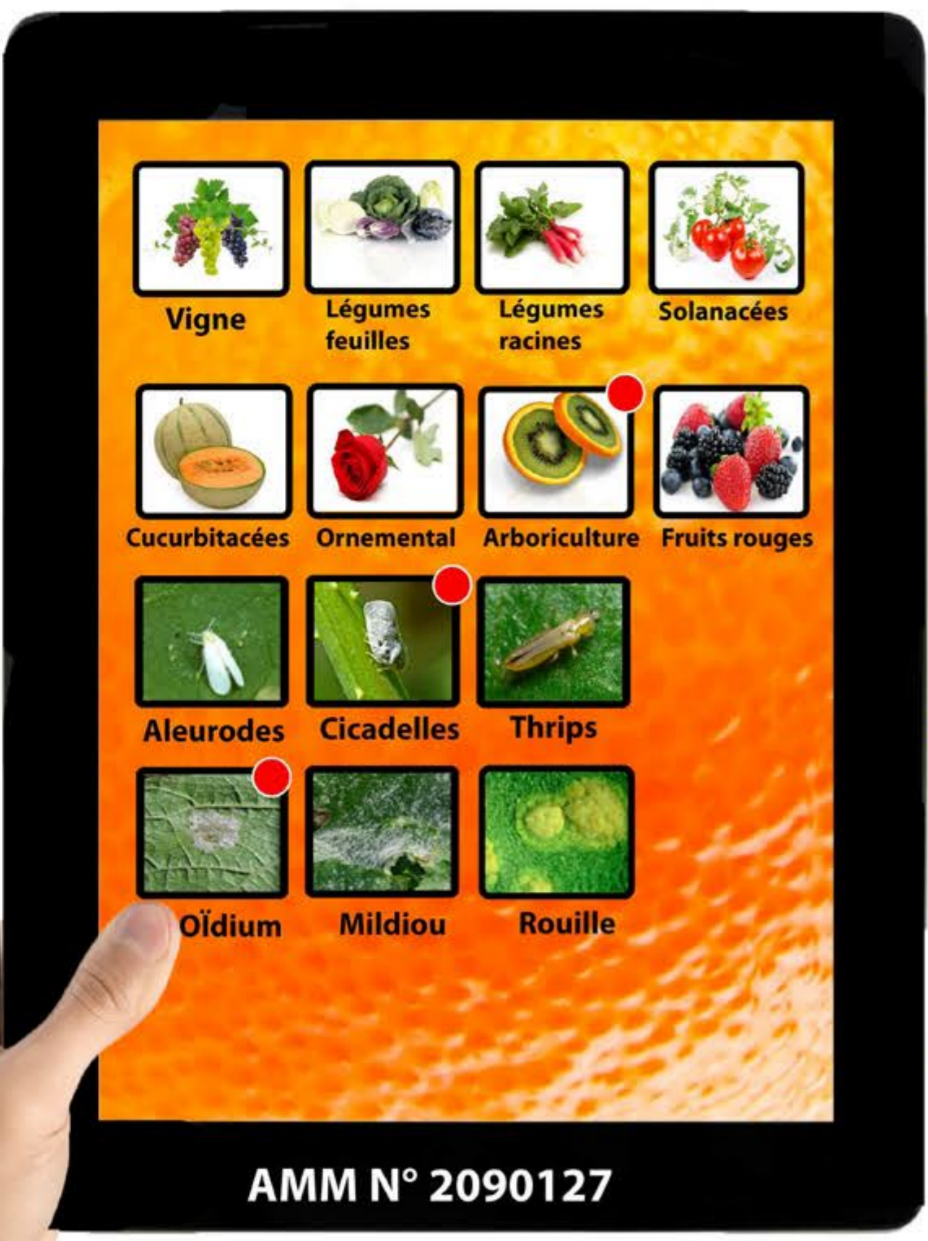 Vigne
Légumes
feuilles
Légumes
racines
Solanacées
Cucurbitacées
Ornemental
Arboriculture
Fruits rouges
Aleurodes
Cicadelles
Thrips
OÏdium
Mildiou
Rouille
AMM N° 2090127